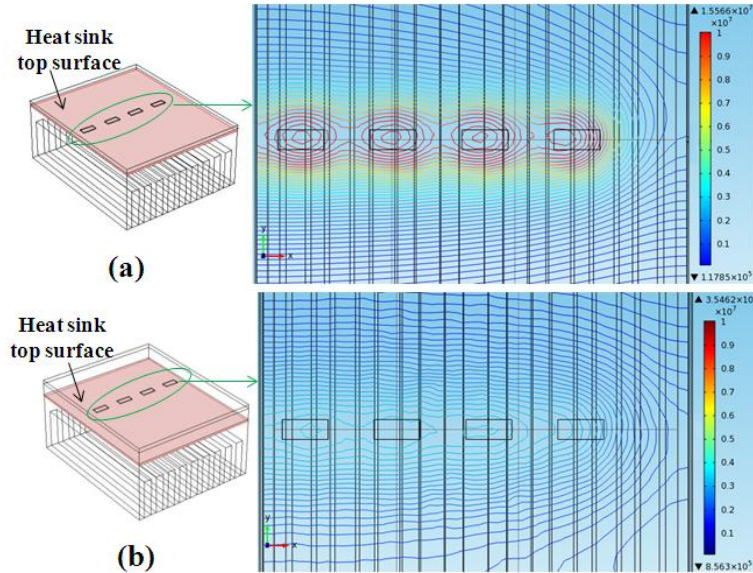 Heat sink
top surface
(a)
y
x
▲ 1.5566×10⁷
×10⁷
1
0.9
0.8
0.7
0.6
0.5
0.4
0.3
0.2
0.1
▼ 1.1785×10⁵
Heat sink
top surface
(b)
y
x
▲ 3.5462×10⁶
×10⁷
1
0.9
0.8
0.7
0.6
0.5
0.4
0.3
0.2
0.1
▼ 8.563×10⁵